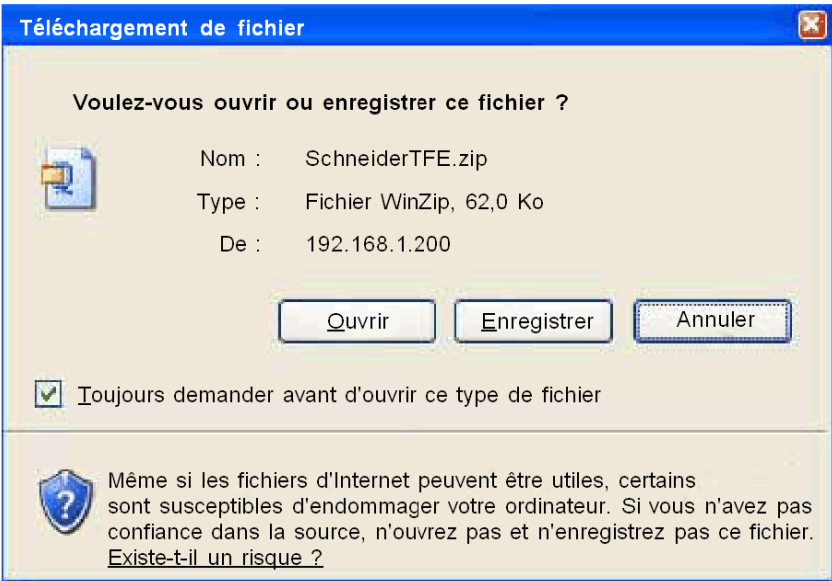 Téléchargement de fichier
Voulez-vous ouvrir ou enregistrer ce fichier ?
Nom : SchneiderTFE.zip
Type : Fichier WinZip, 62,0 Ko
De : 192.168.1.200
Ouvrir Enregistrer Annuler
Toujours demander avant d'ouvrir ce type de fichier
Même si les fichiers d'Internet peuvent être utiles, certains
sont susceptibles d'endommager votre ordinateur. Si vous n'avez pas
confiance dans la source, n'ouvrez pas et n'enregistrez pas ce fichier.
Existe-t-il un risque ?